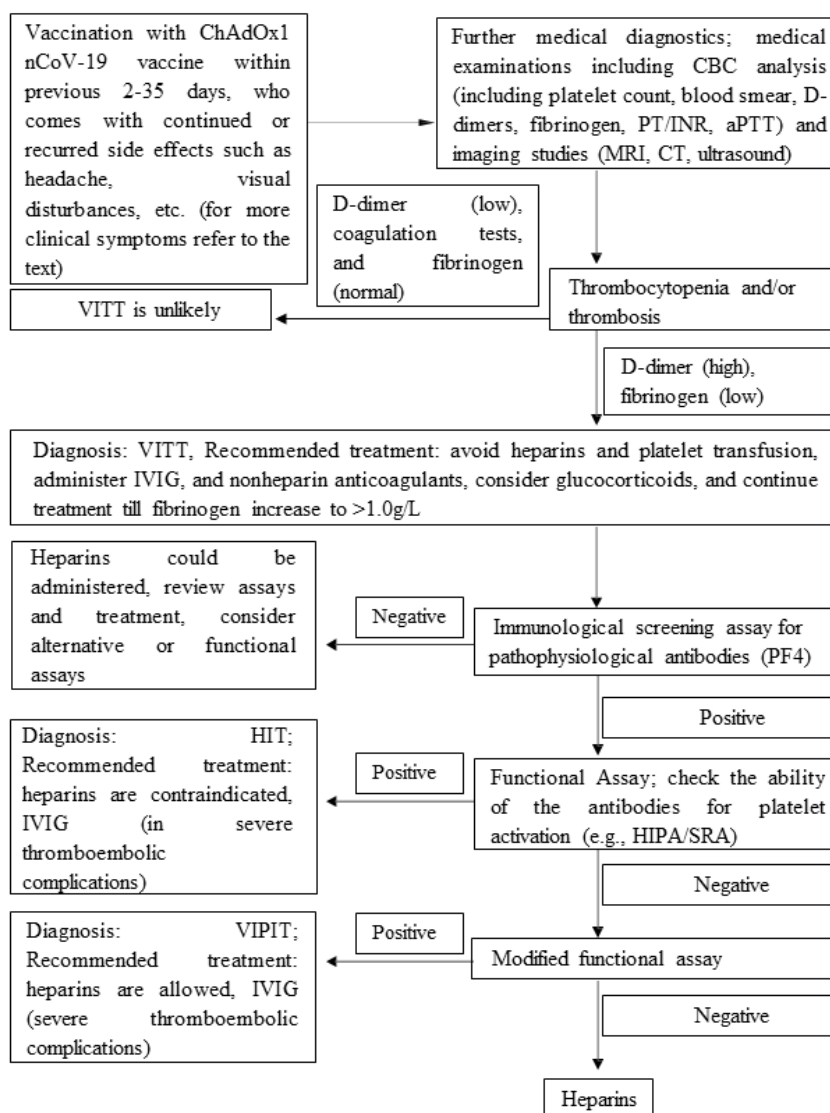 Vaccination with ChAdOx1
nCoV-19 vaccine within
previous 2-35 days, who
comes with continued or
recurred side effects such as
headache, visual
disturbances, etc. (for more
clinical symptoms refer to the
text)
Further medical diagnostics; medical
examinations including CBC analysis
(including platelet count, blood smear, D-
dimers, fibrinogen, PT/INR, aPTT) and
imaging studies (MRI, CT, ultrasound)
D-dimer (low),
coagulation tests,
and fibrinogen
(normal)
VITT is unlikely
Thrombocytopenia and/or
thrombosis
D-dimer (high),
fibrinogen (low)
Diagnosis: VITT, Recommended treatment: avoid heparins and platelet transfusion,
administer IVIG, and nonheparin anticoagulants, consider glucocorticoids, and continue
treatment till fibrinogen increase to >1.0g/L
Heparins could be
administered, review assays
and treatment, consider
alternative or functional
assays
Negative
Immunological screening assay for
pathophysiological antibodies (PF4)
Positive
Diagnosis: HIT;
Recommended treatment:
heparins are contraindicated,
IVIG (in severe
thromboembolic
complications)
Positive
Functional Assay; check the ability
of the antibodies for platelet
activation (e.g., HIPA/SRA)
Negative
Diagnosis: VIPIT;
Recommended treatment:
heparins are allowed, IVIG
(severe thromboembolic
complications)
Positive
Modified functional assay
Negative
Heparins